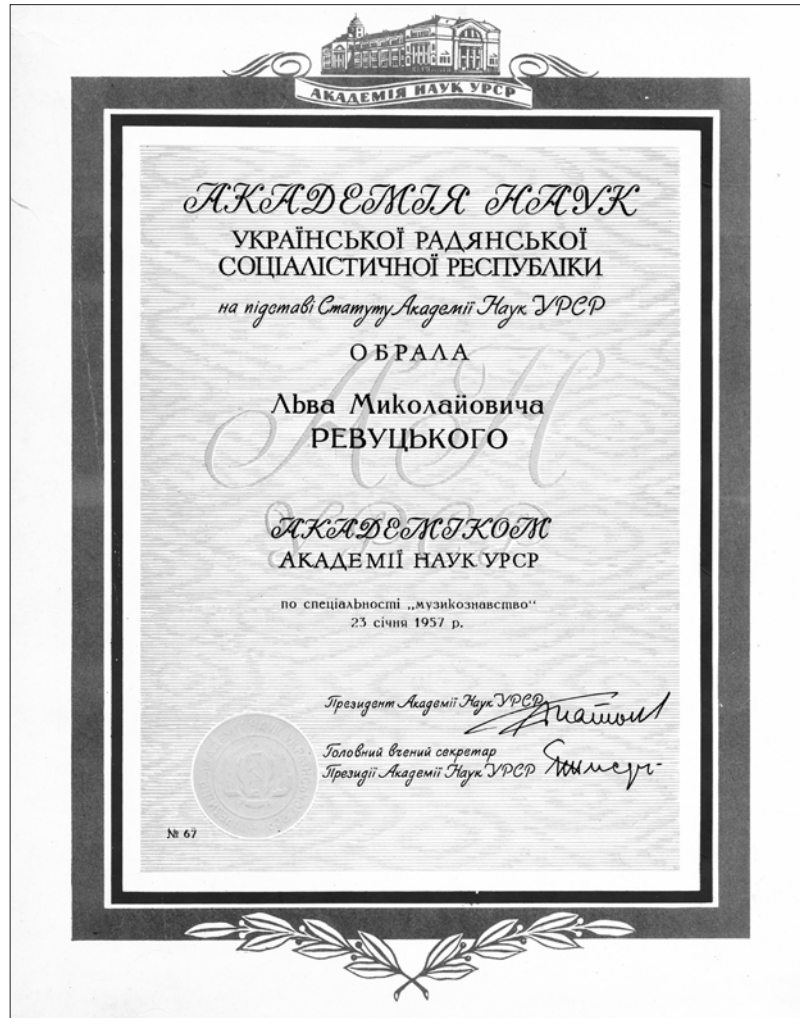 АКАДЕМІЯ НАУК УРСР
АКАДЕМІЯ НАУК
УКРАЇНСЬКОЇ РАДЯНСЬКОЇ
СОЦІАЛІСТИЧНОЇ РЕСПУБЛІКИ
на підставі Статуту Академії Наук УРСР
ОБРАЛА
Льва Миколайовича
РЕВУЦЬКОГО
АКАДЕМІКОМ
АКАДЕМІЇ НАУК УРСР
по спеціальності „музикознавство“
23 січня 1957 р.
Президент Академії Наук УРСР
Головний вчений секретар
Президії Академії Наук УРСР
№ 67